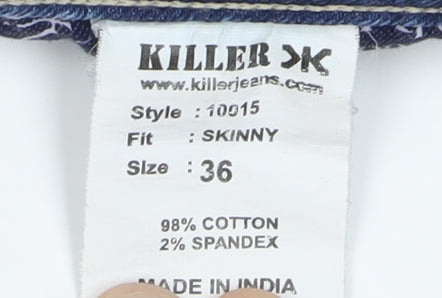 KILLER
www.killerjeans.com
Style : 10015
Fit : SKINNY
Size : 36
98% COTTON
2% SPANDEX
MADE IN INDIA